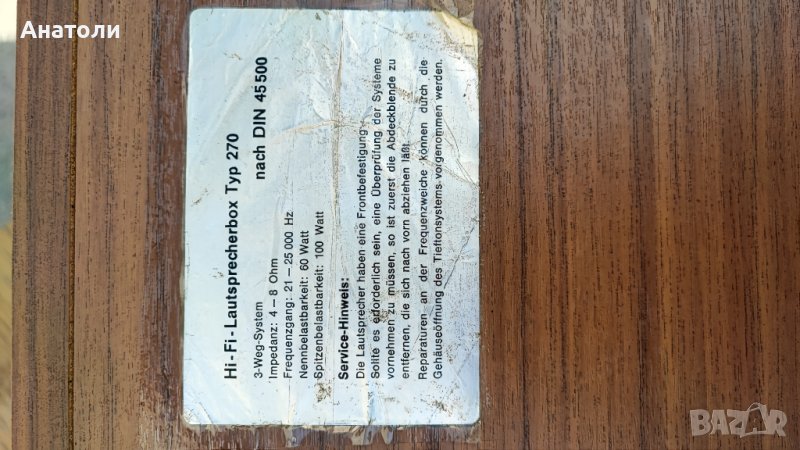 Анатоли
Hi-Fi-Lautsprecherbox Typ 270
nach DIN 45500
3-Weg-System
Impedanz: 4 – 8 Ohm
Frequenzgang: 21 – 25 000 Hz
Nennbelastbarkeit: 60 Watt
Spitzenbelastbarkeit: 100 Watt
Service-Hinweis:
Die Lautsprecher haben eine Frontbefestigung.
Sollte es erforderlich sein, eine Überprüfung der Systeme
vornehmen zu müssen, so ist zuerst die Abdeckblende zu
entfernen, die sich nach vorn abziehen läßt.
Reparaturen an der Frequenzweiche können durch die
Gehäuseöffnung des Tieftonsystems vorgenommen werden.
BAZAR